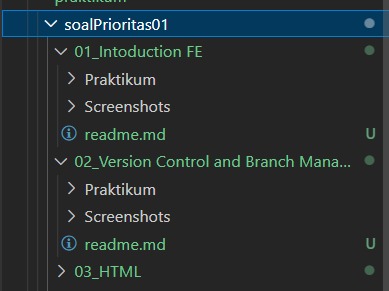 praktikum
soalPrioritas01
01_Intoduction FE
Praktikum
Screenshots
readme.md U
02_Version Control and Branch Mana...
Praktikum
Screenshots
readme.md U
03_HTML